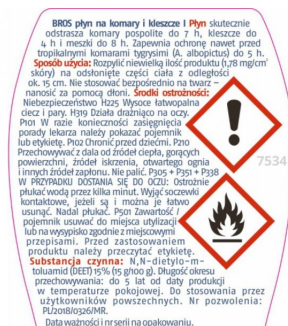 BROS płyn na komary i kleszcze I Płyn skutecznie
odstrasza komary pospolite do 7 h, kleszcze do
4 h i meszki do 8 h. Zapewnia ochronę nawet przed
tropikalnymi komarami tygrysimi (A. albopictus) do 5 h.
Sposób użycia: Rozpylić niewielką ilość produktu (1,78 mg/cm²
skóry) na odsłonięte części ciała z odległości
ok. 15 cm. Nie stosować bezpośrednio na twarz –
nanosić za pomocą dłoni. Środki ostrożności:
Niebezpieczeństwo H225 Wysoce łatwopalna
ciecz i pary. H319 Działa drażniąco na oczy.
P101 W razie konieczności zasięgnięcia
porady lekarza należy pokazać pojemnik
lub etykietę. P102 Chronić przed dziećmi. P210
Przechowywać z dala od źródeł ciepła, gorących
powierzchni, źródeł iskrzenia, otwartego ognia
i innych źródeł zapłonu. Nie palić. P305 + P351 + P338
W PRZYPADKU DOSTANIA SIĘ DO OCZU: Ostrożnie
płukać wodą przez kilka minut. Wyjąć soczewki
kontaktowe, jeżeli są i można je łatwo
usunąć. Nadal płukać. P501 Zawartość /
pojemnik usuwać do miejsca utylizacji
lub na wysypisko zgodnie z miejscowymi
przepisami. Przed zastosowaniem
produktu należy przeczytać etykietę.
Substancja czynna: N,N-dietylo-m-
toluamid (DEET) 15% (15 g/100 g). Długość okresu
przechowywania: do 5 lat od daty produkcji
w temperaturze pokojowej. Do stosowania przez
użytkowników powszechnych. Nr pozwolenia:
PL/2018/0326/MR.
Data ważności i nr serii na opakowaniu.
7534